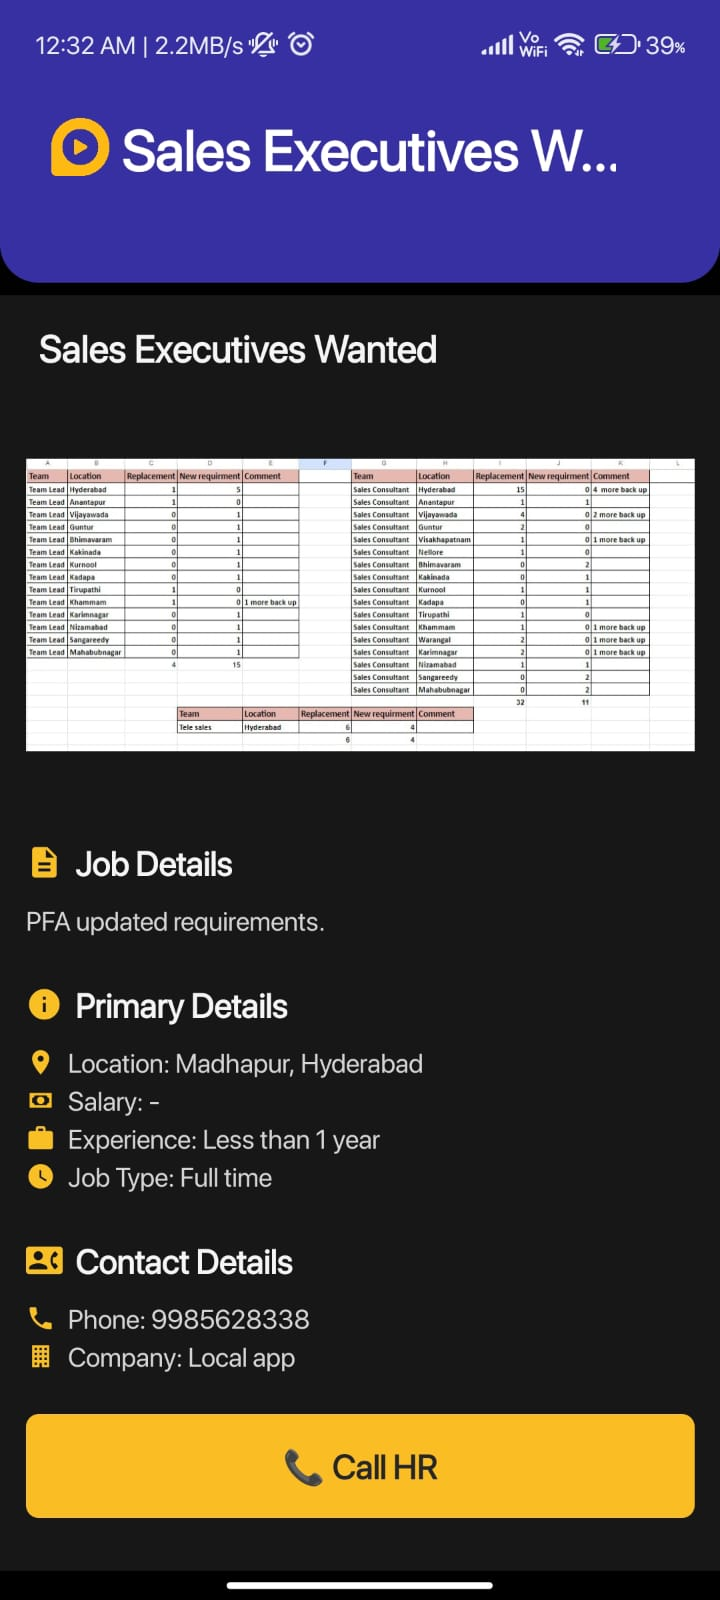 12:32 AM | 2.2MB/s Vo WiFi 39%
Sales Executives W...
Sales Executives Wanted
A B C D E F G H I J K L
Team Location Replacement New requirment Comment Team Location Replacement New requirment Comment
Team Lead Hyderabad 1 5 Sales Consultant Hyderabad 15 0 4 more back up
Team Lead Anantapur 1 0 Sales Consultant Anantapur 1 1
Team Lead Vijayawada 0 1 Sales Consultant Vijayawada 4 0 2 more back up
Team Lead Guntur 0 1 Sales Consultant Guntur 2 0
Team Lead Bhimavaram 0 1 Sales Consultant Visakhapatnam 1 0 1 more back up
Team Lead Kakinada 0 1 Sales Consultant Nellore 1 0
Team Lead Kurnool 0 1 Sales Consultant Bhimavaram 0 2
Team Lead Kadapa 0 1 Sales Consultant Kakinada 0 1
Team Lead Tirupathi 1 0 Sales Consultant Kurnool 1 1
Team Lead Khammam 1 0 1 more back up Sales Consultant Kadapa 0 1
Team Lead Karimnagar 0 1 Sales Consultant Tirupathi 1 0
Team Lead Nizamabad 0 1 Sales Consultant Khammam 1 0 1 more back up
Team Lead Sangareedy 0 1 Sales Consultant Warangal 2 0 1 more back up
Team Lead Mahabubnagar 0 1 Sales Consultant Karimnagar 2 0 1 more back up
4 15 Sales Consultant Nizamabad 1 1
Sales Consultant Sangareedy 0 2
Sales Consultant Mahabubnagar 0 2
32 11
Team Location Replacement New requirment Comment
Tele sales Hyderabad 6 4
6 4
Job Details
PFA updated requirements.
Primary Details
Location: Madhapur, Hyderabad
Salary: -
Experience: Less than 1 year
Job Type: Full time
Contact Details
Phone: 9985628338
Company: Local app
Call HR